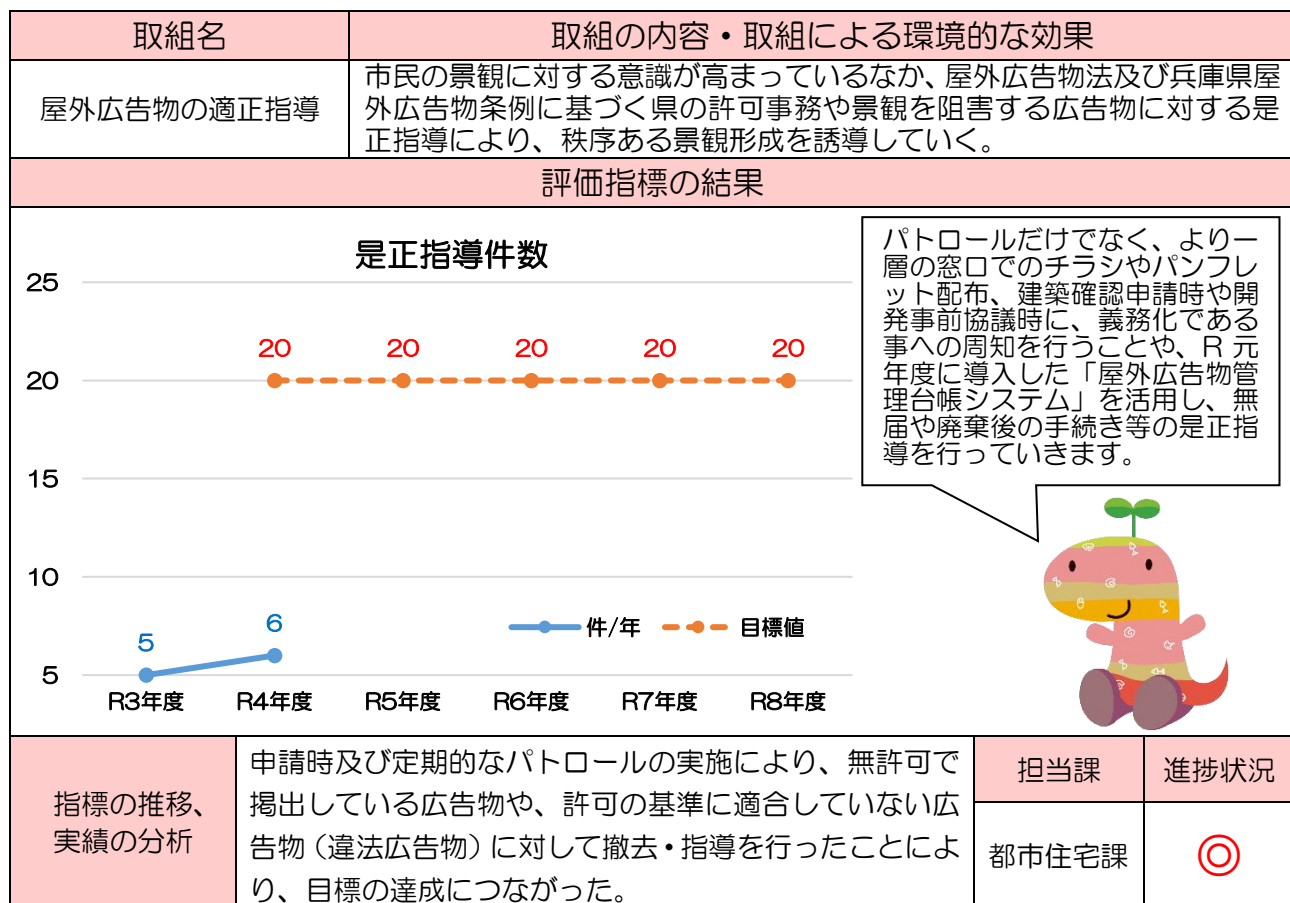 取組名
取組の内容・取組による環境的な効果
屋外広告物の適正指導
市民の景観に対する意識が高まっているなか、屋外広告物法及び兵庫県屋
外広告物条例に基づく県の許可事務や景観を阻害する広告物に対する是
正指導により、秩序ある景観形成を誘導していく。
評価指標の結果
是正指導件数
25
20
15
10
5
20 20 20 20 20
5
6
件/年 目標値
R3年度 R4年度 R5年度 R6年度 R7年度 R8年度
パトロールだけでなく、より一
層の窓口でのチラシやパンフレ
ット配布、建築確認申請時や開
発事前協議時に、義務化である
事への周知を行うことや、R 元
年度に導入した「屋外広告物管
理台帳システム」を活用し、無
届や廃棄後の手続き等の是正指
導を行っていきます。
指標の推移、
実績の分析
申請時及び定期的なパトロールの実施により、無許可で
掲出している広告物や、許可の基準に適合していない広
告物（違法広告物）に対して撤去・指導を行ったことによ
り、目標の達成につながった。
担当課
進捗状況
都市住宅課
◎